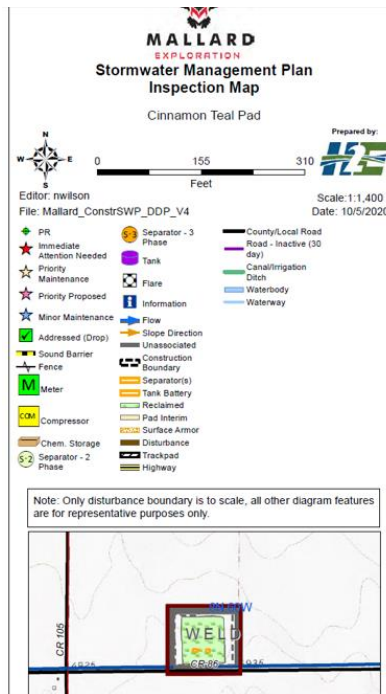 MALLARD
EXPLORATION
Stormwater Management Plan
Inspection Map
Cinnamon Teal Pad
N
W
E
S
0 155 310
Feet
Prepared by:
H2E
Editor: nwilson
Scale:1:1,400
File: Mallard_ConstrSWP_DDP_V4
Date: 10/5/2020
PR
Immediate
Attention Needed
Priority
Maintenance
Priority Proposed
Minor Maintenance
Addressed (Drop)
Sound Barrier
Fence
M
Meter
COM
Compressor
Chem. Storage
S-2
Separator - 2
Phase
S-3
Separator - 3
Phase
Tank
Flare
Information
Flow
Slope Direction
Unassociated
Construction
Boundary
Separator(s)
Tank Battery
Reclaimed
Pad Interim
Surface Armor
Disturbance
Trackpad
Highway
County/Local Road
Road - Inactive (30
day)
Canal/Irrigation
Ditch
Waterbody
Waterway
Note: Only disturbance boundary is to scale, all other diagram features
are for representative purposes only.
WELD
CR 105
CR 86